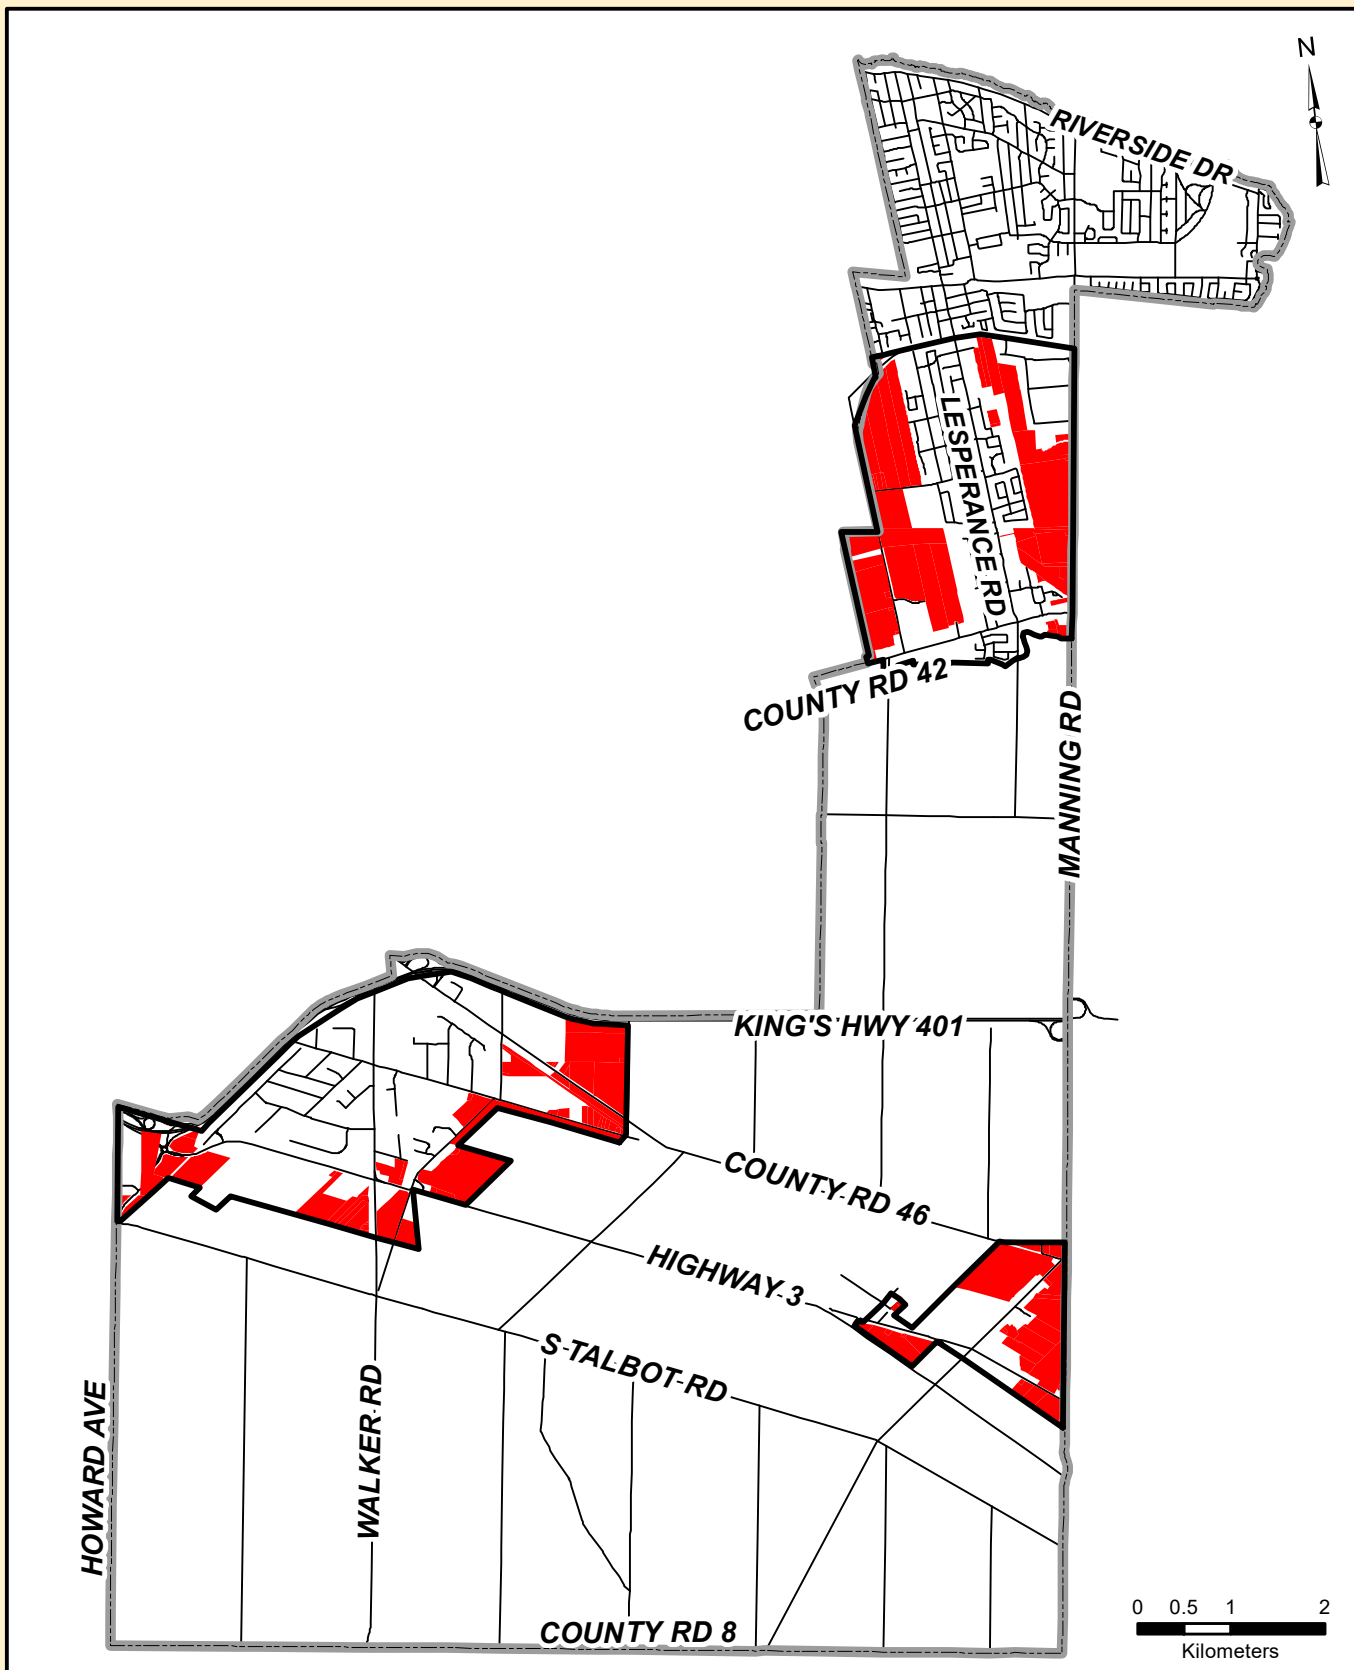 N
RIVERSIDE DR
LESPERANCE RD
COUNTY RD 42
MANNING RD
KING'S HWY 401
COUNTY RD 46
HIGHWAY 3
S TALBOT RD
HOWARD AVE
WALKER RD
COUNTY RD 8
0 0.5 1 2
Kilometers